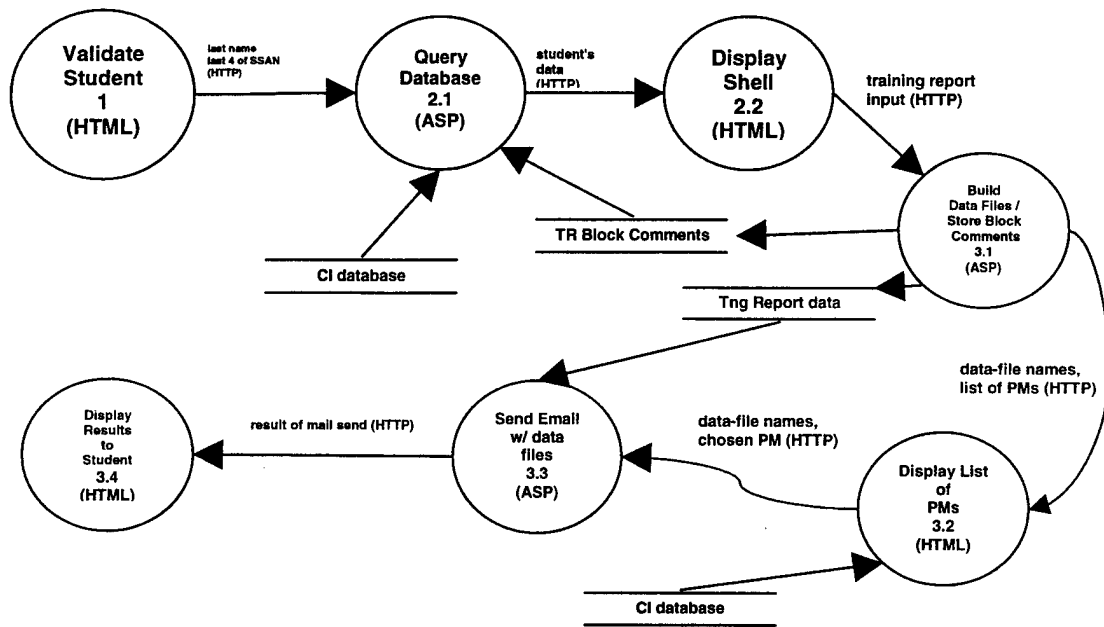 Validate
Student
1
(HTML)
last name
last 4 of SSAN
(HTTP)
Query
Database
2.1
(ASP)
student's
data
(HTTP)
Display
Shell
2.2
(HTML)
training report
input (HTTP)
Build
Data Files /
Store Block
Comments
3.1
(ASP)
TR Block Comments
CI database
Tng Report data
data-file names,
list of PMs (HTTP)
Display
Results
to
Student
3.4
(HTML)
result of mail send (HTTP)
Send Email
w/ data
files
3.3
(ASP)
data-file names,
chosen PM (HTTP)
Display List
of
PMs
3.2
(HTML)
CI database